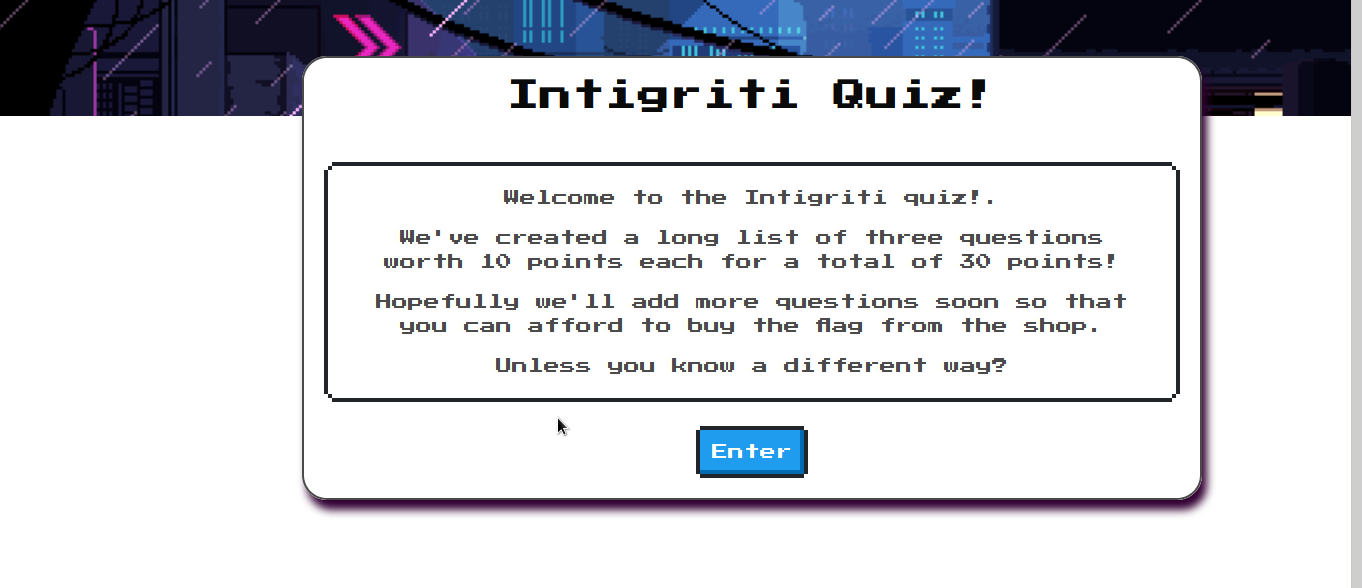 Intigriti Quiz!
Welcome to the Intigriti quiz!.
We've created a long list of three questions
worth 10 points each for a total of 30 points!
Hopefully we'll add more questions soon so that
you can afford to buy the flag from the shop.
Unless you know a different way?
Enter